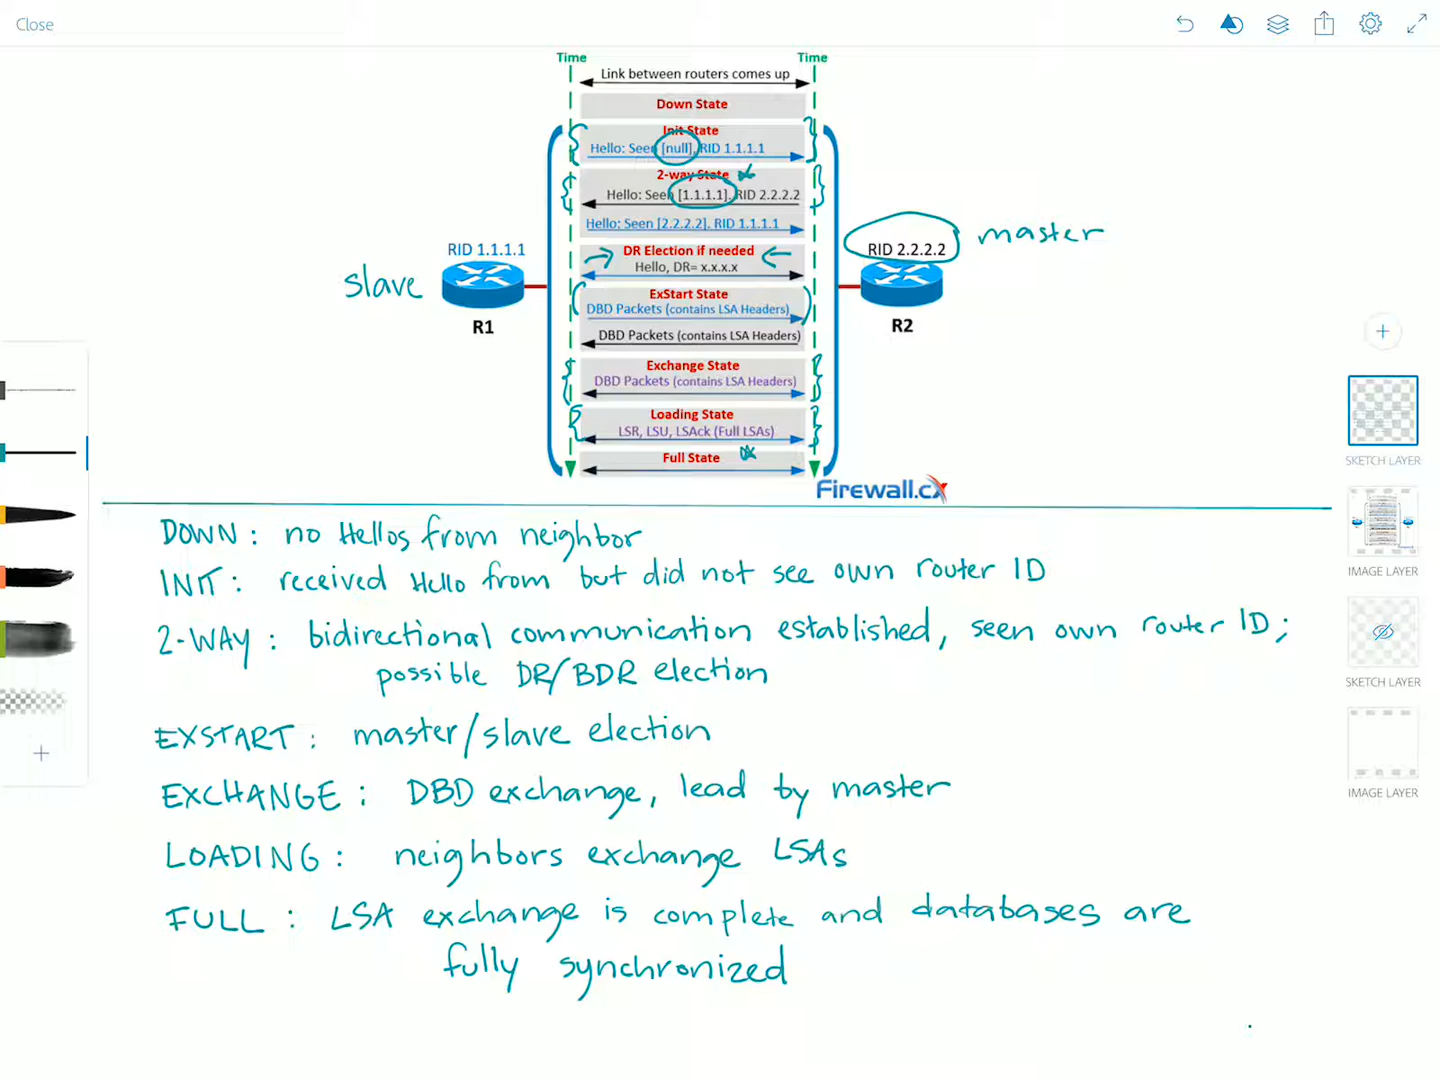 Close
Time Time
Link between routers comes up
Down State
Init State
Hello: Seen [null], RID 1.1.1.1
2-way State
Hello: Seen [1.1.1.1], RID 2.2.2.2
Hello: Seen [2.2.2.2], RID 1.1.1.1
master
RID 1.1.1.1
DR Election if needed
RID 2.2.2.2
Hello, DR= x.x.x.x
slave
ExStart State
DBD Packets (contains LSA Headers)
R1
R2
DBD Packets (contains LSA Headers)
Exchange State
DBD Packets (contains LSA Headers)
Loading State
LSR, LSU, LSAck (Full LSAs)
Full State
Firewall.cx
SKETCH LAYER
IMAGE LAYER
SKETCH LAYER
IMAGE LAYER
DOWN: no Hellos from neighbor
INIT: received Hello from but did not see own router ID
2-WAY: bidirectional communication established, seen own router ID;
possible DR/BDR election
EXSTART: master/slave election
EXCHANGE: DBD exchange, lead by master
LOADING: neighbors exchange LSAs
FULL: LSA exchange is complete and databases are
fully synchronized